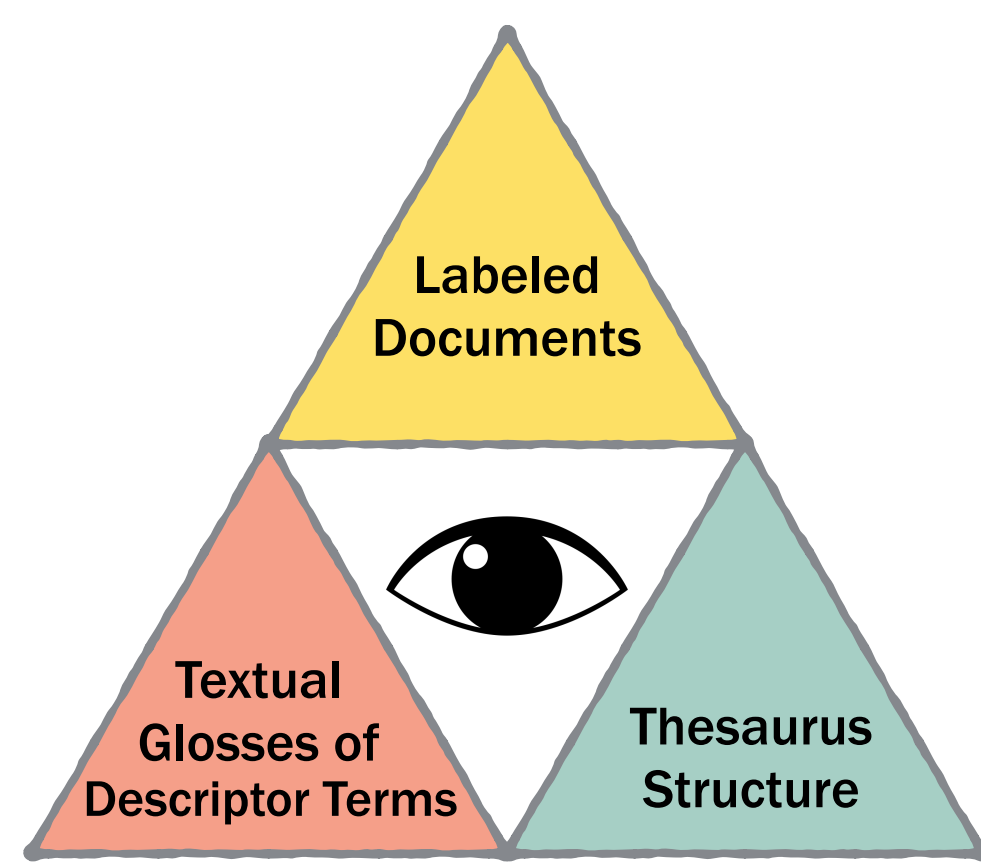 Labeled
Documents
Textual
Glosses of
Descriptor Terms
Thesaurus
Structure